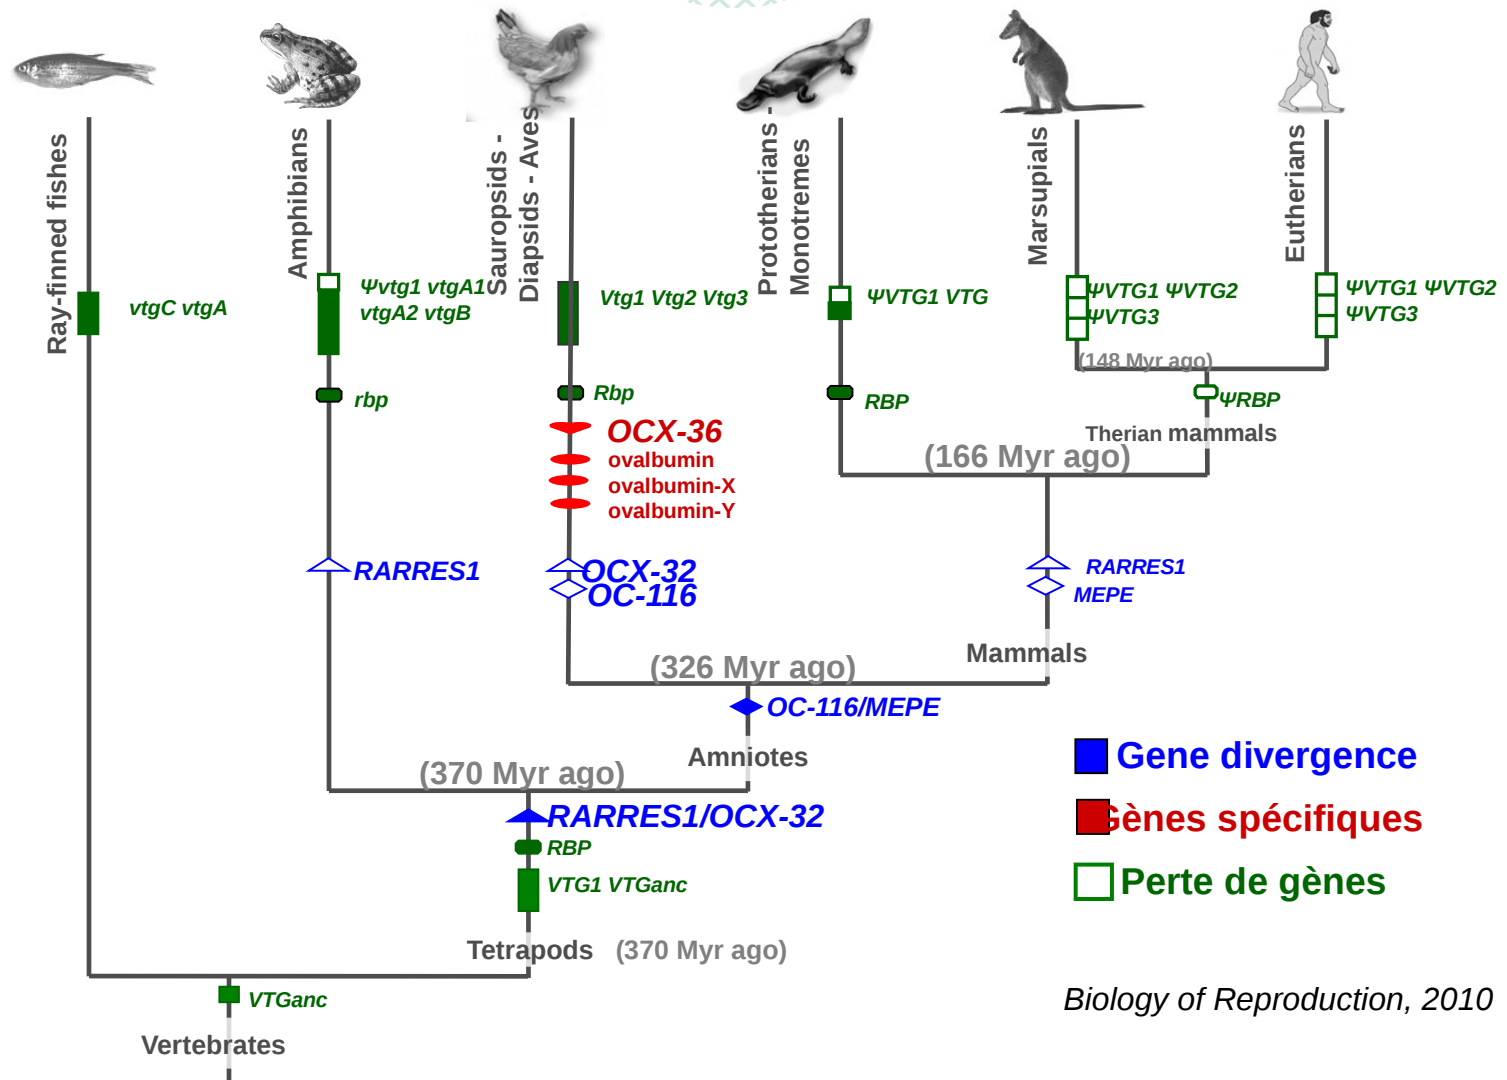 Ray-finned fishes
Amphibians
Sauropsids -
Diapsids - Aves
Prototherians -
Monotremes
Marsupials
Eutherians
vtgC vtgA
Ψvtg1 vtgA1
vtgA2 vtgB
Vtg1 Vtg2 Vtg3
ΨVTG1 VTG
ΨVTG1 ΨVTG2
ΨVTG3
ΨVTG1 ΨVTG2
ΨVTG3
(148 Myr ago)
rbp
Rbp
RBP
ΨRBP
OCX-36
ovalbumin
ovalbumin-X
ovalbumin-Y
Therian mammals
(166 Myr ago)
RARRES1
OCX-32
OC-116
RARRES1
MEPE
Mammals
(326 Myr ago)
OC-116/MEPE
Amniotes
(370 Myr ago)
RARRES1/OCX-32
RBP
VTG1 VTGanc
Tetrapods (370 Myr ago)
VTGanc
Vertebrates
Gene divergence
Gènes spécifiques
Perte de gènes
Biology of Reproduction, 2010